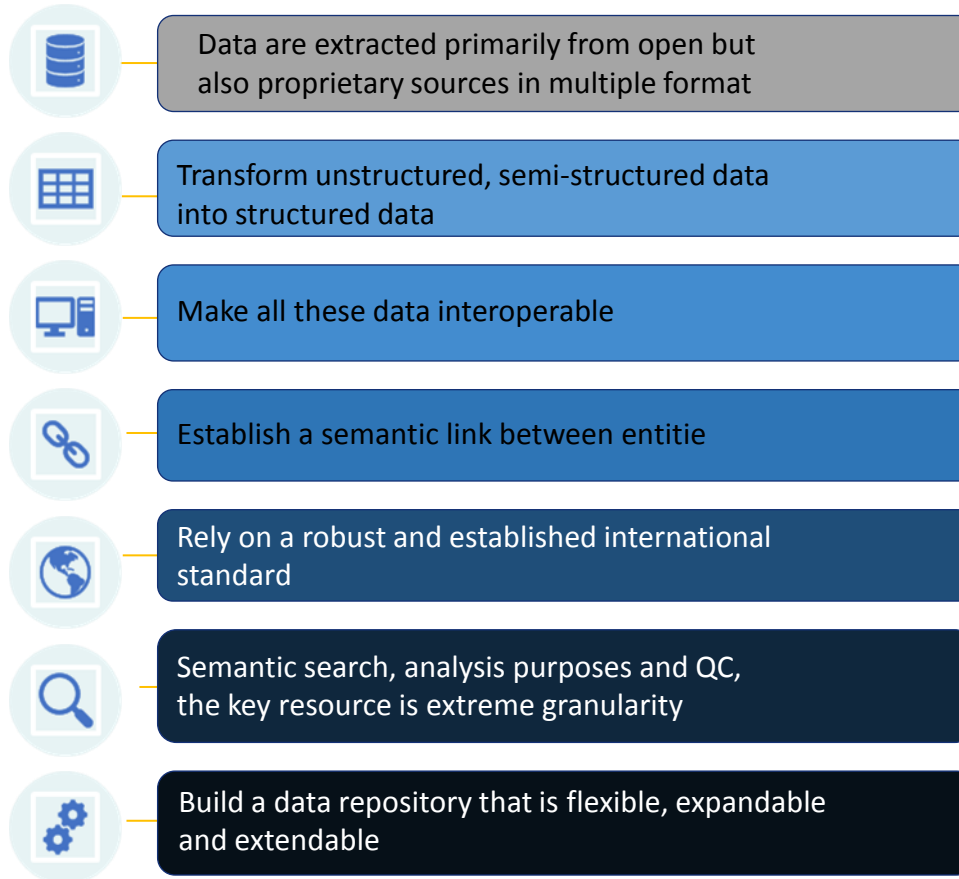 Data are extracted primarily from open but
also proprietary sources in multiple format
Transform unstructured, semi-structured data
into structured data
Make all these data interoperable
Establish a semantic link between entitie
Rely on a robust and established international
standard
Semantic search, analysis purposes and QC,
the key resource is extreme granularity
Build a data repository that is flexible, expandable
and extendable